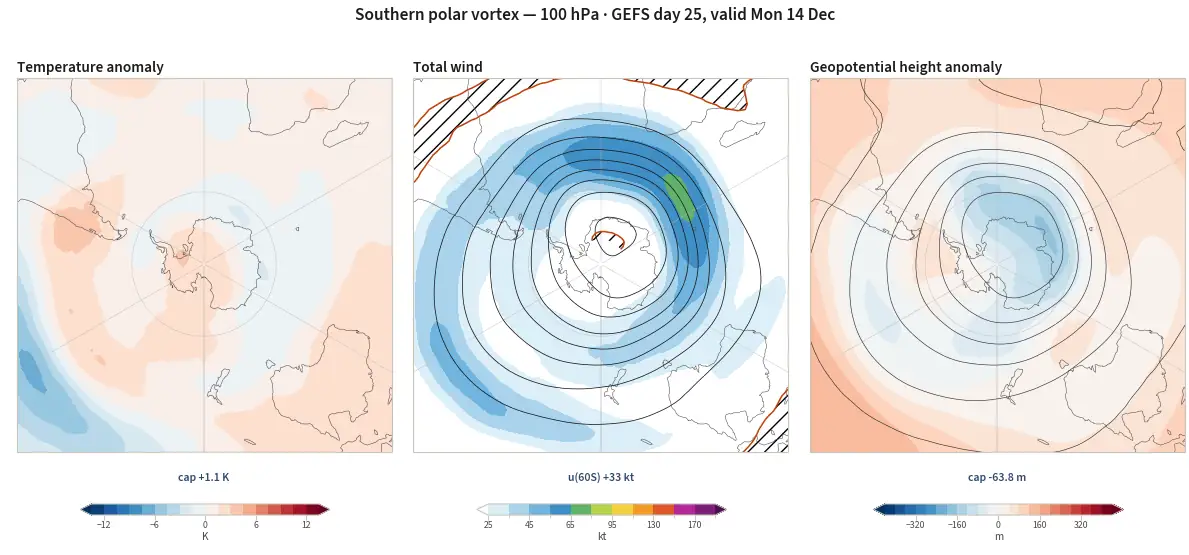 Southern polar vortex — 100 hPa · GEFS day 25, valid Mon 14 Dec
Temperature anomaly
Total wind
Geopotential height anomaly
cap +1.1 K
u(60S) +33 kt
cap -63.8 m
−12 −6 0 6 12
K
25 45 65 95 130 170
kt
−320 −160 0 160 320
m